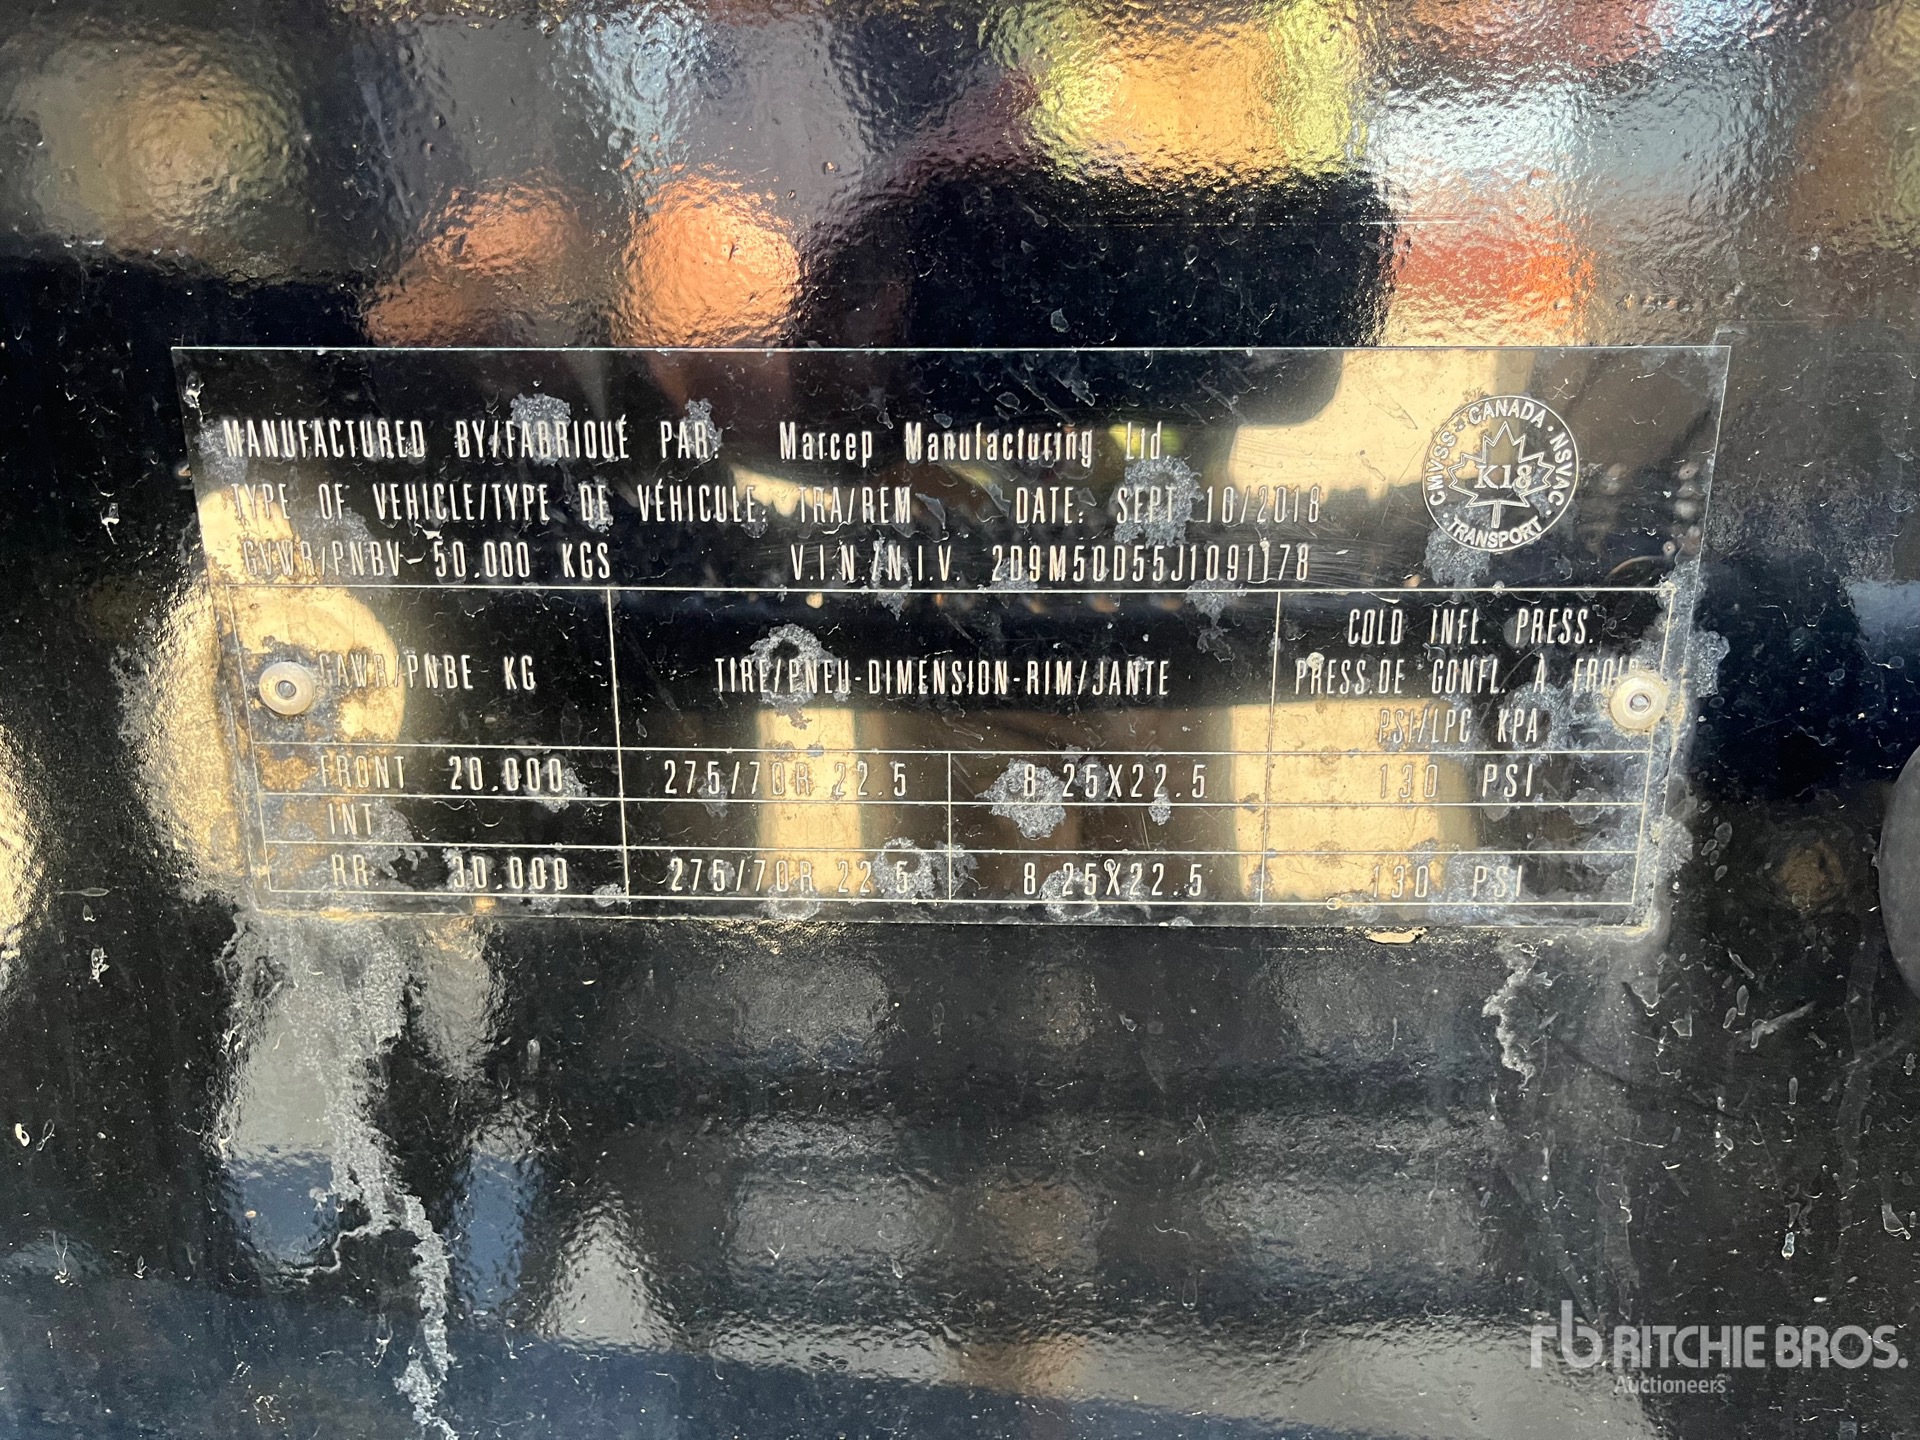 MANUFACTURED BY/FABRIQUÉ PAR: Marcep Manufacturing Ltd
TYPE OF VEHICLE/TYPE DE VÉHICULE: TRA/REM DATE: SEPT 10/2018
GVWR/PNBV-50,000 KGS V.I.N./N.I.V. 2D9M50D55J1091178
CANADA · NSVAC · TRANSPORT · CMVSS ·
K18
GAWR/PNBE KG TIRE/PNEU-DIMENSION-RIM/JANTE
COLD INFL. PRESS.
PRESS.DE GONFL. À FROID
PSI/LPC KPA
FRONT 20,000 275/70R 22.5 8.25X22.5 130 PSI
INT
RR 30,000 275/70R 22.5 8.25X22.5 130 PSI
rb RITCHIE BROS.
Auctioneers